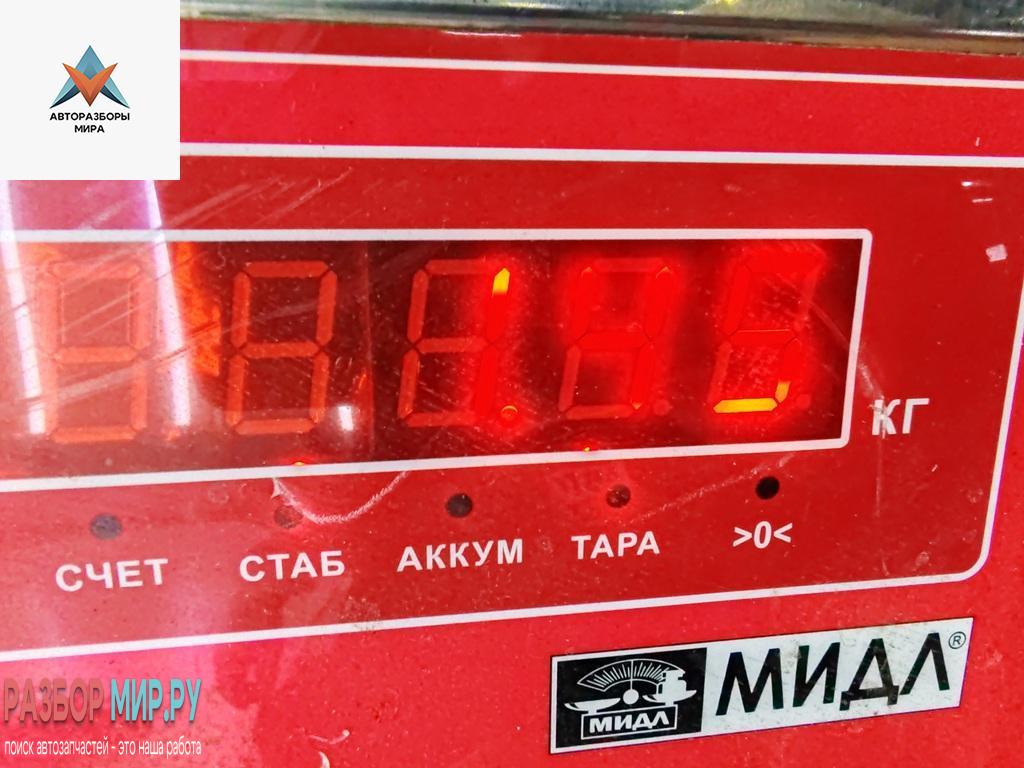 АВТОРАЗБОРЫ
МИРА
КГ
СЧЕТ СТАБ АККУМ ТАРА >0<
МИДЛ МИДЛ®
РАЗБОР МИР.РУ
поиск автозапчастей - это наша работа